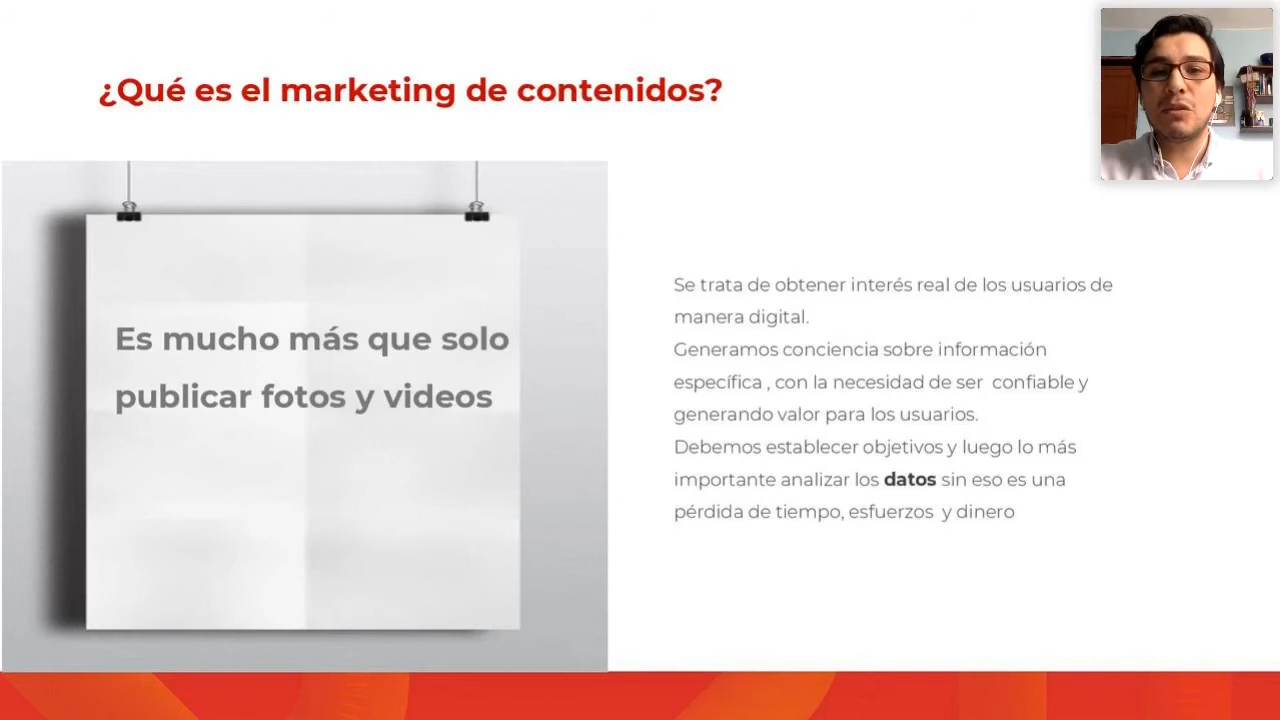 ¿Qué es el marketing de contenidos?
Es mucho más que solo
publicar fotos y videos
Se trata de obtener interés real de los usuarios de
manera digital.
Generamos conciencia sobre información
específica , con la necesidad de ser  confiable y
generando valor para los usuarios.
Debemos establecer objetivos y luego lo más
importante analizar los datos sin eso es una
pérdida de tiempo, esfuerzos  y dinero